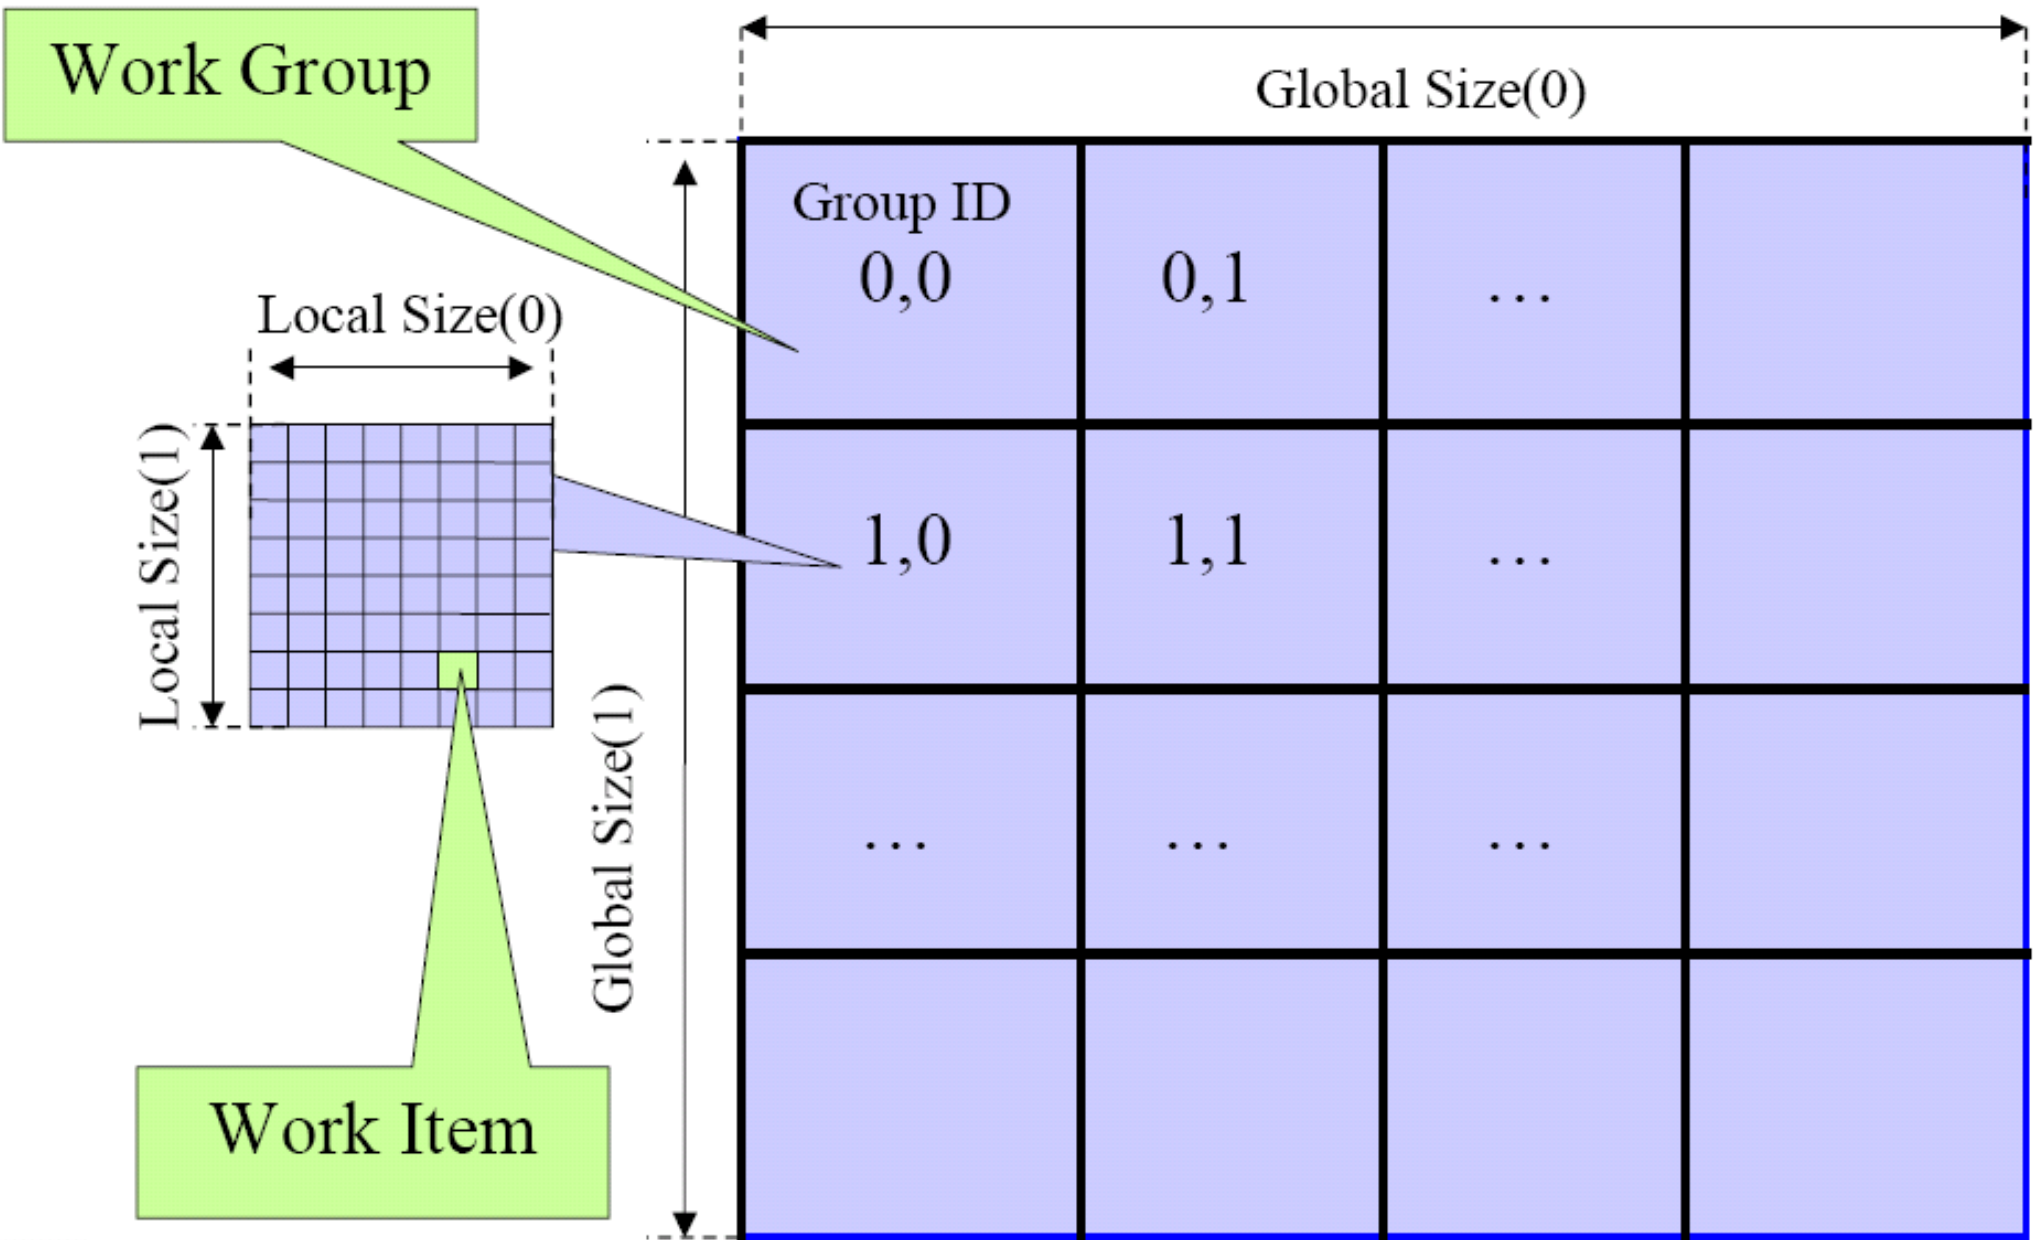 Work Group
Global Size(0)
Group ID
0,0
0,1
...
Local Size(0)
Local Size(1)
1,0
1,1
...
Global Size(1)
...
...
...
Work Item